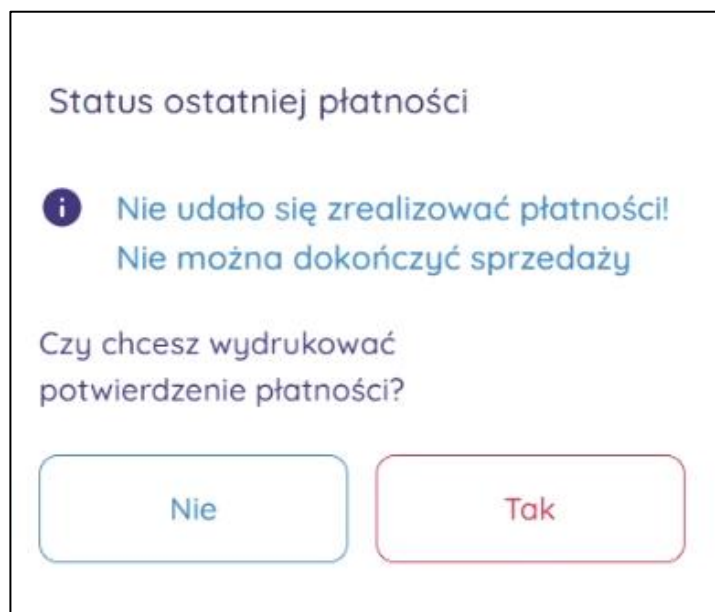 Status ostatniej płatności
Nie udało się zrealizować płatności!
Nie można dokończyć sprzedaży
Czy chcesz wydrukować
potwierdzenie płatności?
Nie
Tak